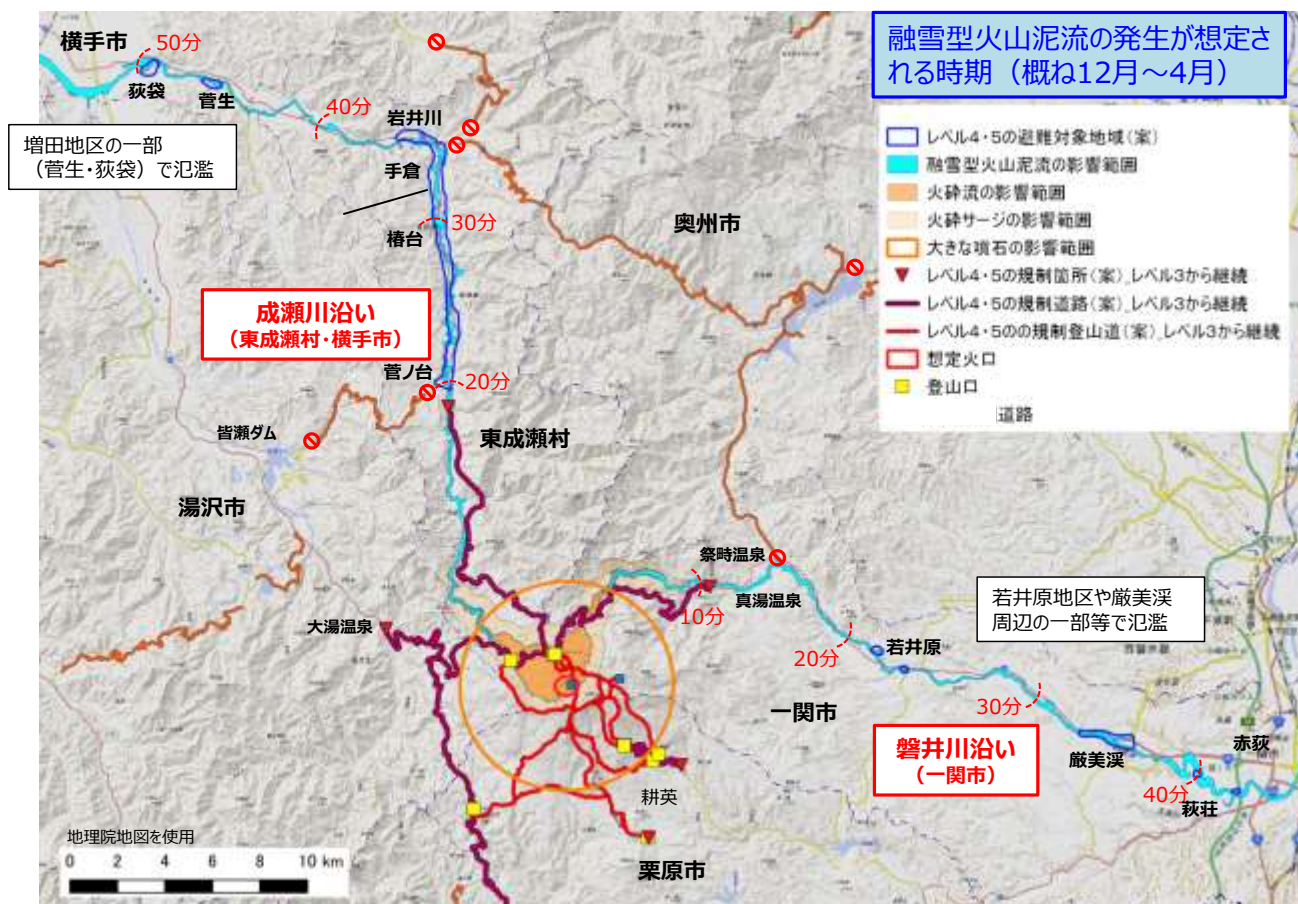 融雪型火山泥流の発生が想定さ
れる時期（概ね12月～4月）
レベル4・5の避難対象地域（案）
融雪型火山泥流の影響範囲
火砕流の影響範囲
火砕サージの影響範囲
大きな噴石の影響範囲
レベル4・5の規制箇所（案）_レベル3から継続
レベル4・5の規制道路（案）_レベル3から継続
レベル4・5のの規制登山道（案）_レベル3から継続
想定火口
登山口
道路
横手市
50分
荻袋
菅生
40分
岩井川
増田地区の一部
（菅生・荻袋）で氾濫
手倉
30分
椿台
奥州市
成瀬川沿い
（東成瀬村・横手市）
菅ノ台
20分
皆瀬ダム
東成瀬村
湯沢市
祭畤温泉
10分
真湯温泉
若井原地区や厳美渓
周辺の一部等で氾濫
大湯温泉
20分
若井原
30分
一関市
磐井川沿い
（一関市）
厳美渓
赤荻
40分
萩荘
耕英
栗原市
地理院地図を使用
0 2 4 6 8 10 km